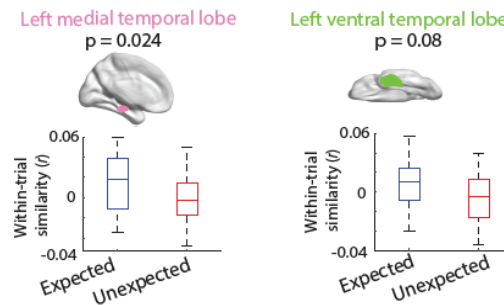 Left medial temporal lobe
p = 0.024
Within-trial
similarity (r)
0.06
0
-0.04
Expected
Unexpected
Left ventral temporal lobe
p = 0.08
Within-trial
similarity (r)
0.06
0
-0.04
Expected
Unexpected